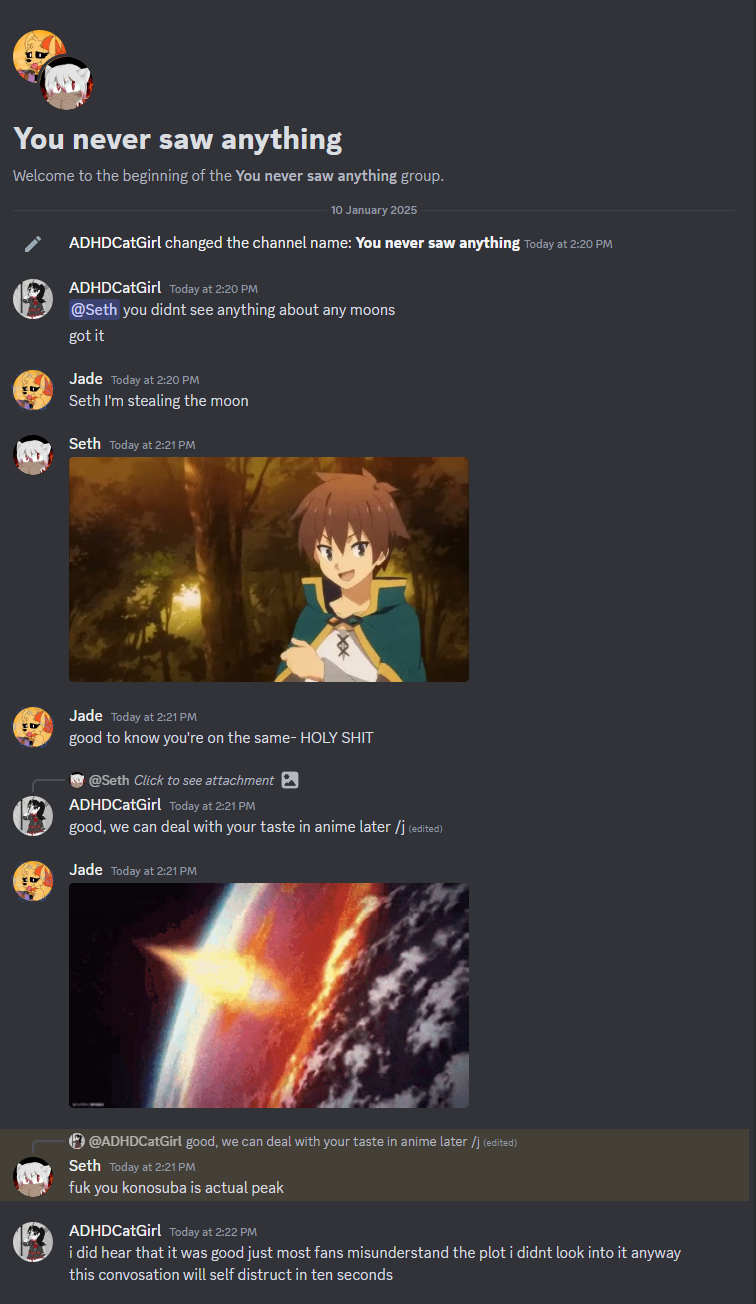 You never saw anything
Welcome to the beginning of the You never saw anything group.
10 January 2025
ADHDCatGirl changed the channel name: You never saw anything Today at 2:20 PM
ADHDCatGirl Today at 2:20 PM
@Seth you didnt see anything about any moons
got it
Jade Today at 2:20 PM
Seth I'm stealing the moon
Seth Today at 2:21 PM
Jade Today at 2:21 PM
good to know you're on the same- HOLY SHIT
@Seth Click to see attachment
ADHDCatGirl Today at 2:21 PM
good, we can deal with your taste in anime later /j (edited)
Jade Today at 2:21 PM
@ADHDCatGirl good, we can deal with your taste in anime later /j (edited)
Seth Today at 2:21 PM
fuk you konosuba is actual peak
ADHDCatGirl Today at 2:22 PM
i did hear that it was good just most fans misunderstand the plot i didnt look into it anyway
this convosation will self distruct in ten seconds